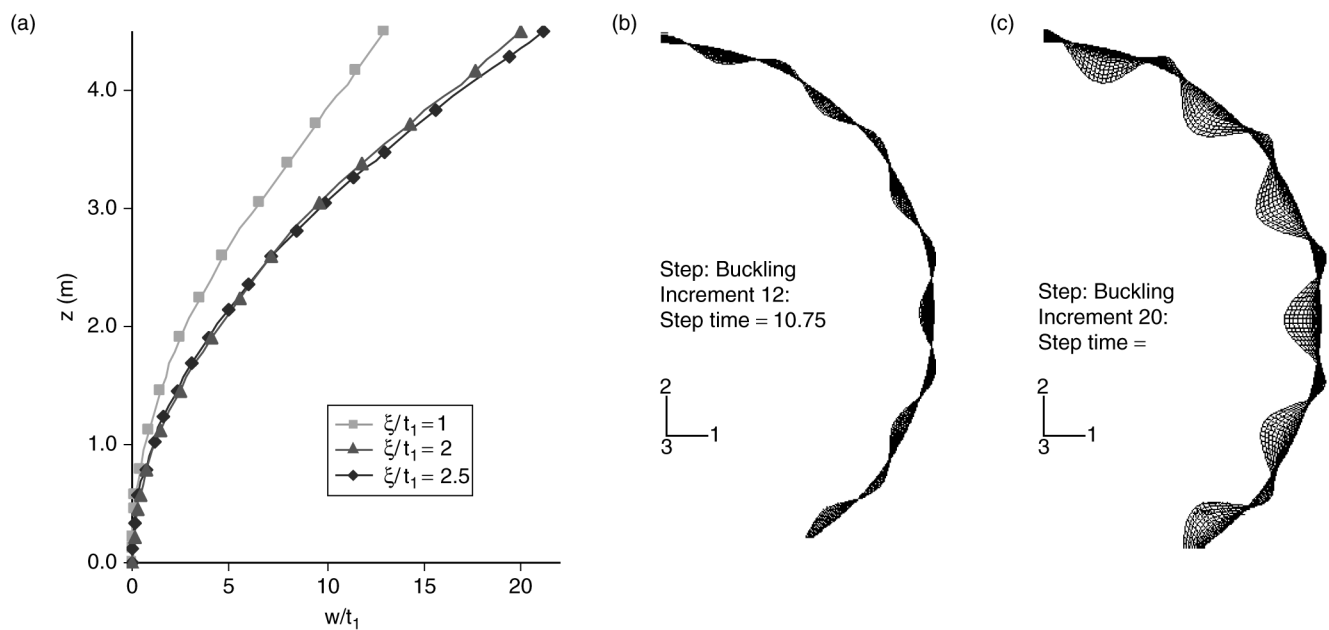 (a)
z (m)
4.0
3.0
2.0
1.0
0.0
0
5
10
15
20
w/t₁
ξ/t₁ = 1
ξ/t₁ = 2
ξ/t₁ = 2.5
(b)
Step: Buckling
Increment 12:
Step time = 10.75
2
3
1
(c)
Step: Buckling
Increment 20:
Step time =
2
3
1